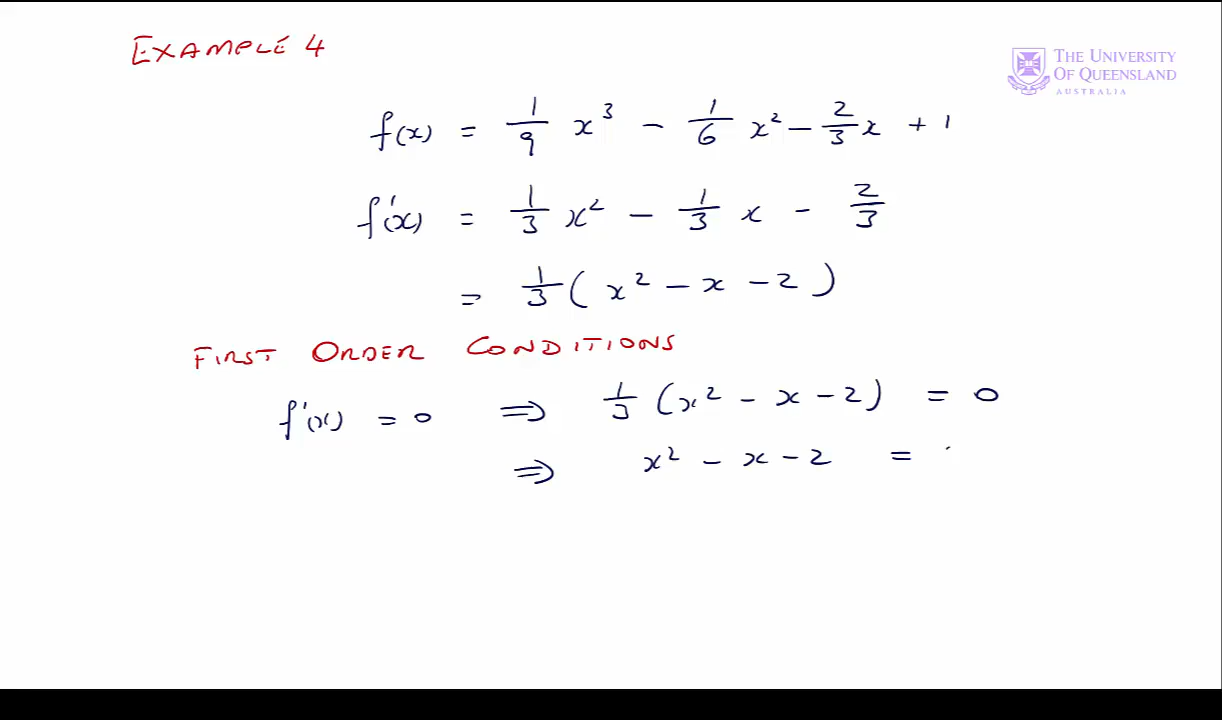 EXAMPLE 4
THE UNIVERSITY
OF QUEENSLAND
AUSTRALIA
f(x) = 1/9 x³ − 1/6 x² − 2/3 x + 1
f'(x) = 1/3 x² − 1/3 x − 2/3
= 1/3 ( x² − x − 2 )
FIRST ORDER CONDITIONS
f'(x) = 0 ⇒ 1/3 (x² − x − 2) = 0
⇒ x² − x − 2 =